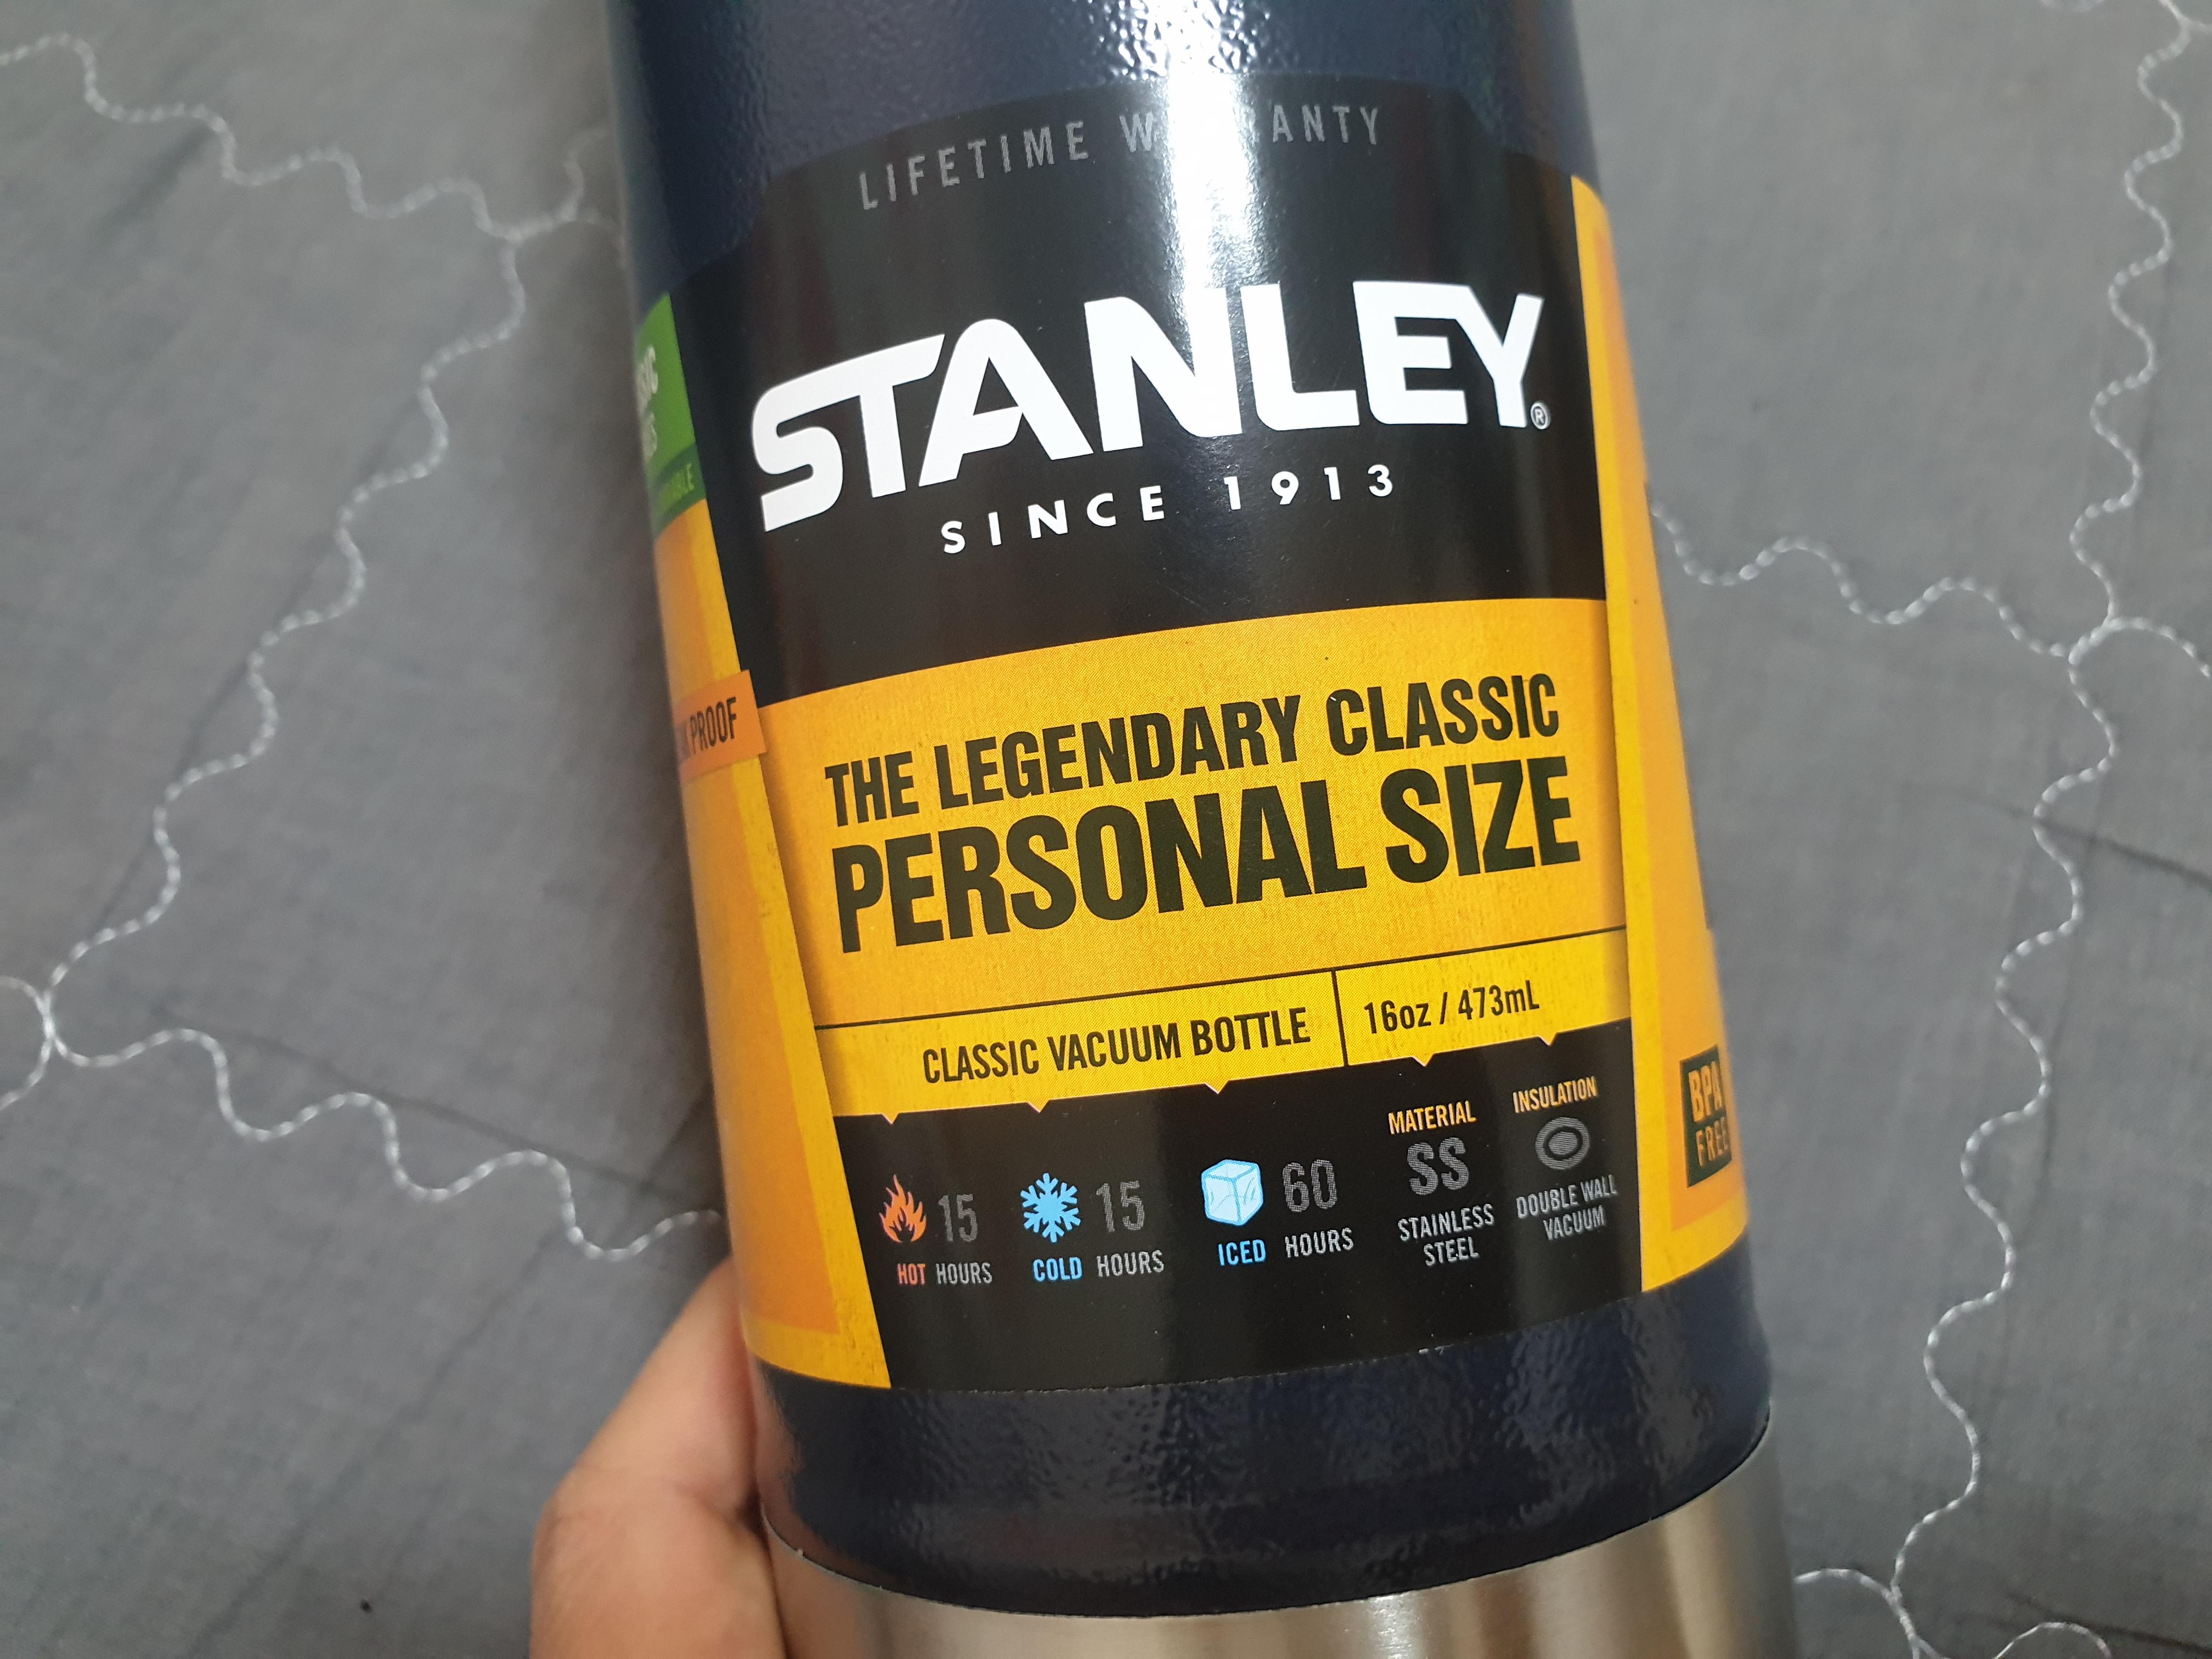 LIFETIME WARRANTY
STANLEY®
SINCE 1913
PROOF
THE LEGENDARY CLASSIC
PERSONAL SIZE
CLASSIC VACUUM BOTTLE
16oz / 473mL
15
HOT HOURS
15
COLD HOURS
60
ICED HOURS
MATERIAL
SS
STAINLESS
STEEL
INSULATION
DOUBLE WALL
VACUUM
BPA
FREE